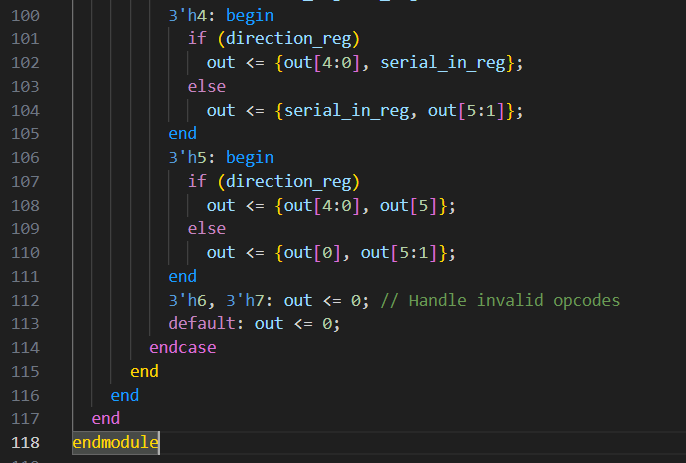 100 3'h4: begin
101 if (direction_reg)
102 out <= {out[4:0], serial_in_reg};
103 else
104 out <= {serial_in_reg, out[5:1]};
105 end
106 3'h5: begin
107 if (direction_reg)
108 out <= {out[4:0], out[5]};
109 else
110 out <= {out[0], out[5:1]};
111 end
112 3'h6, 3'h7: out <= 0; // Handle invalid opcodes
113 default: out <= 0;
114 endcase
115 end
116 end
117 end
118 endmodule